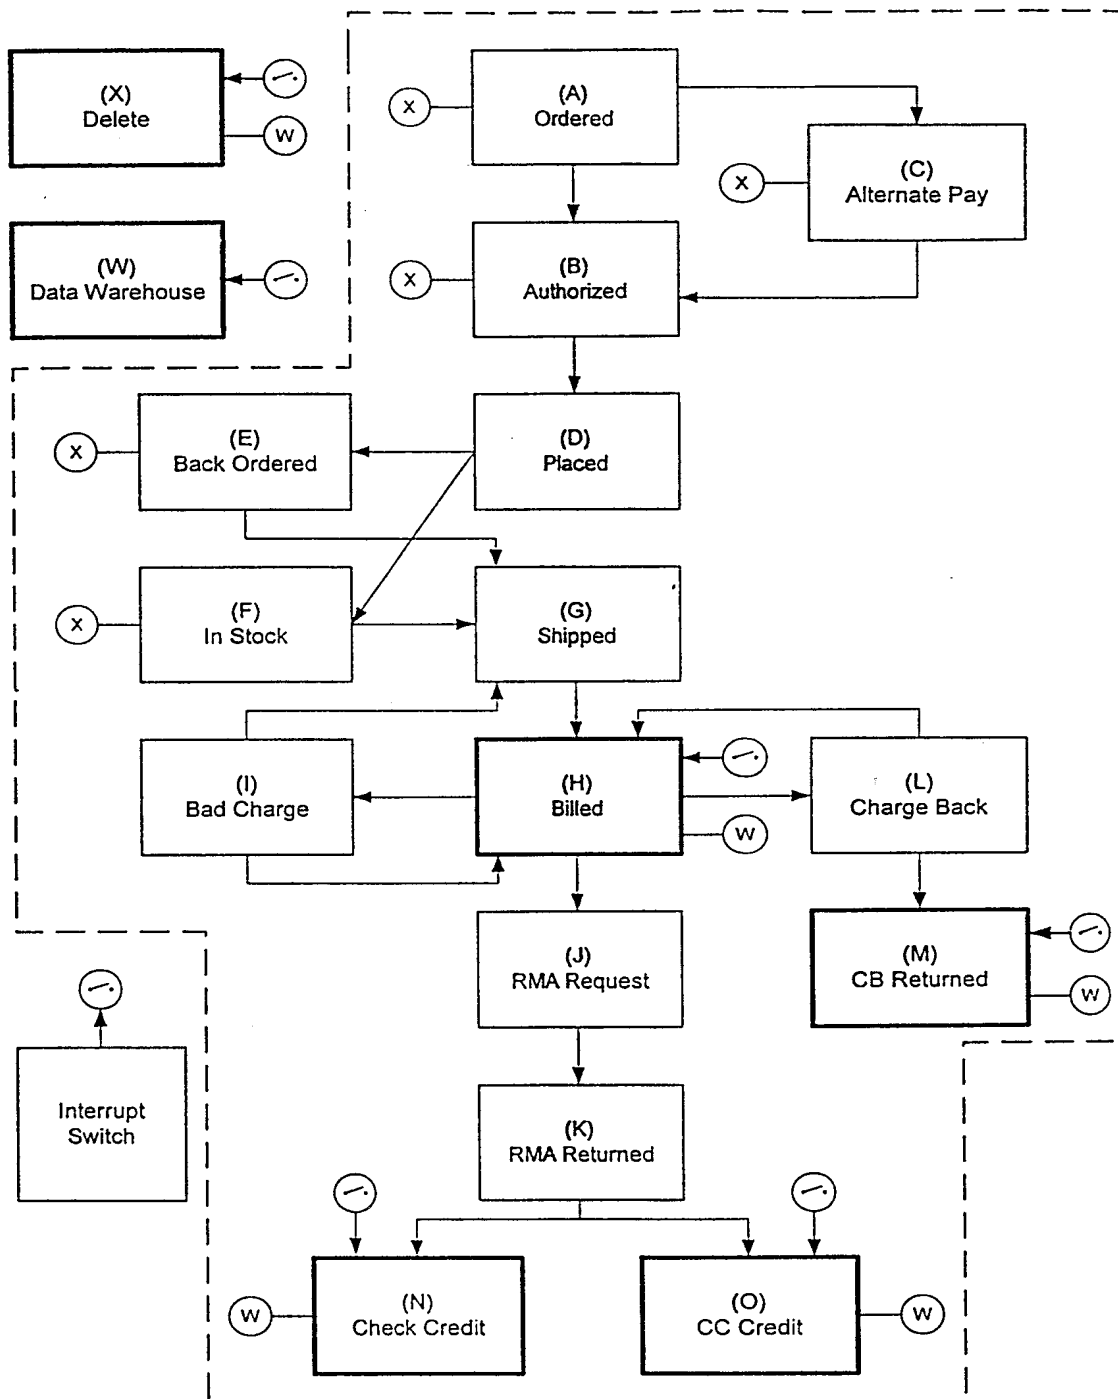 (X)
Delete
W
(W)
Data Warehouse
X
(A)
Ordered
X
(C)
Alternate Pay
X
(B)
Authorized
X
(E)
Back Ordered
(D)
Placed
X
(F)
In Stock
(G)
Shipped
(I)
Bad Charge
(H)
Billed
W
(L)
Charge Back
(J)
RMA Request
(M)
CB Returned
W
Interrupt
Switch
(K)
RMA Returned
W
(N)
Check Credit
(O)
CC Credit
W